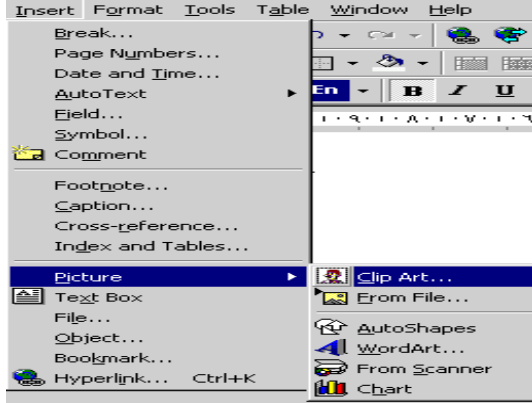 Insert Format Tools Table Window Help
Break...
Page Numbers...
Date and Time...
AutoText
Field...
Symbol...
Comment
Footnote...
Caption...
Cross-reference...
Index and Tables...
Picture
Text Box
File...
Object...
Bookmark...
Hyperlink... Ctrl+K
En B I U
Clip Art...
From File...
AutoShapes
WordArt...
From Scanner
Chart